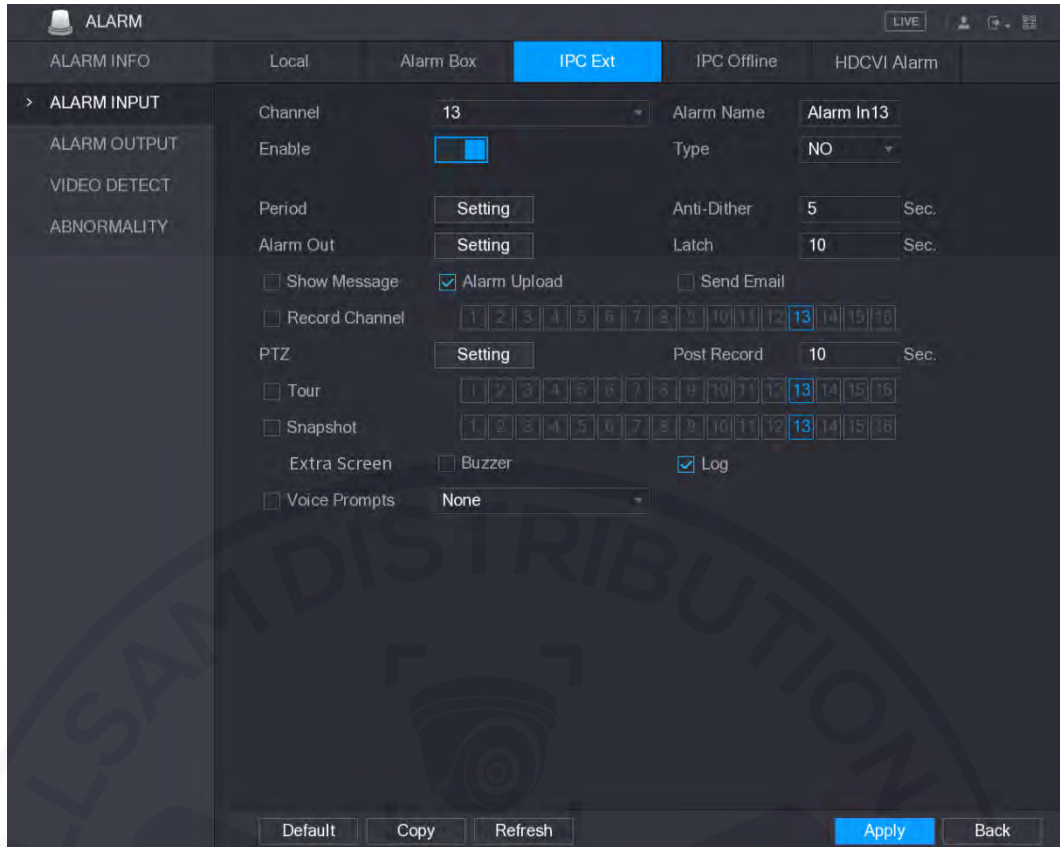 ALARM LIVE
ALARM INFO
ALARM INPUT
ALARM OUTPUT
VIDEO DETECT
ABNORMALITY
Local Alarm Box IPC Ext IPC Offline HDCVI Alarm
Channel 13 Alarm Name Alarm In13
Enable Type NO
Period Setting Anti-Dither 5 Sec.
Alarm Out Setting Latch 10 Sec.
Show Message Alarm Upload Send Email
Record Channel 1 2 3 4 5 6 7 8 9 10 11 12 13 14 15 16
PTZ Setting Post Record 10 Sec.
Tour 1 2 3 4 5 6 7 8 9 10 11 12 13 14 15 16
Snapshot 1 2 3 4 5 6 7 8 9 10 11 12 13 14 15 16
Extra Screen Buzzer Log
Voice Prompts None
LSAM DISTRIBUTION
Default Copy Refresh Apply Back